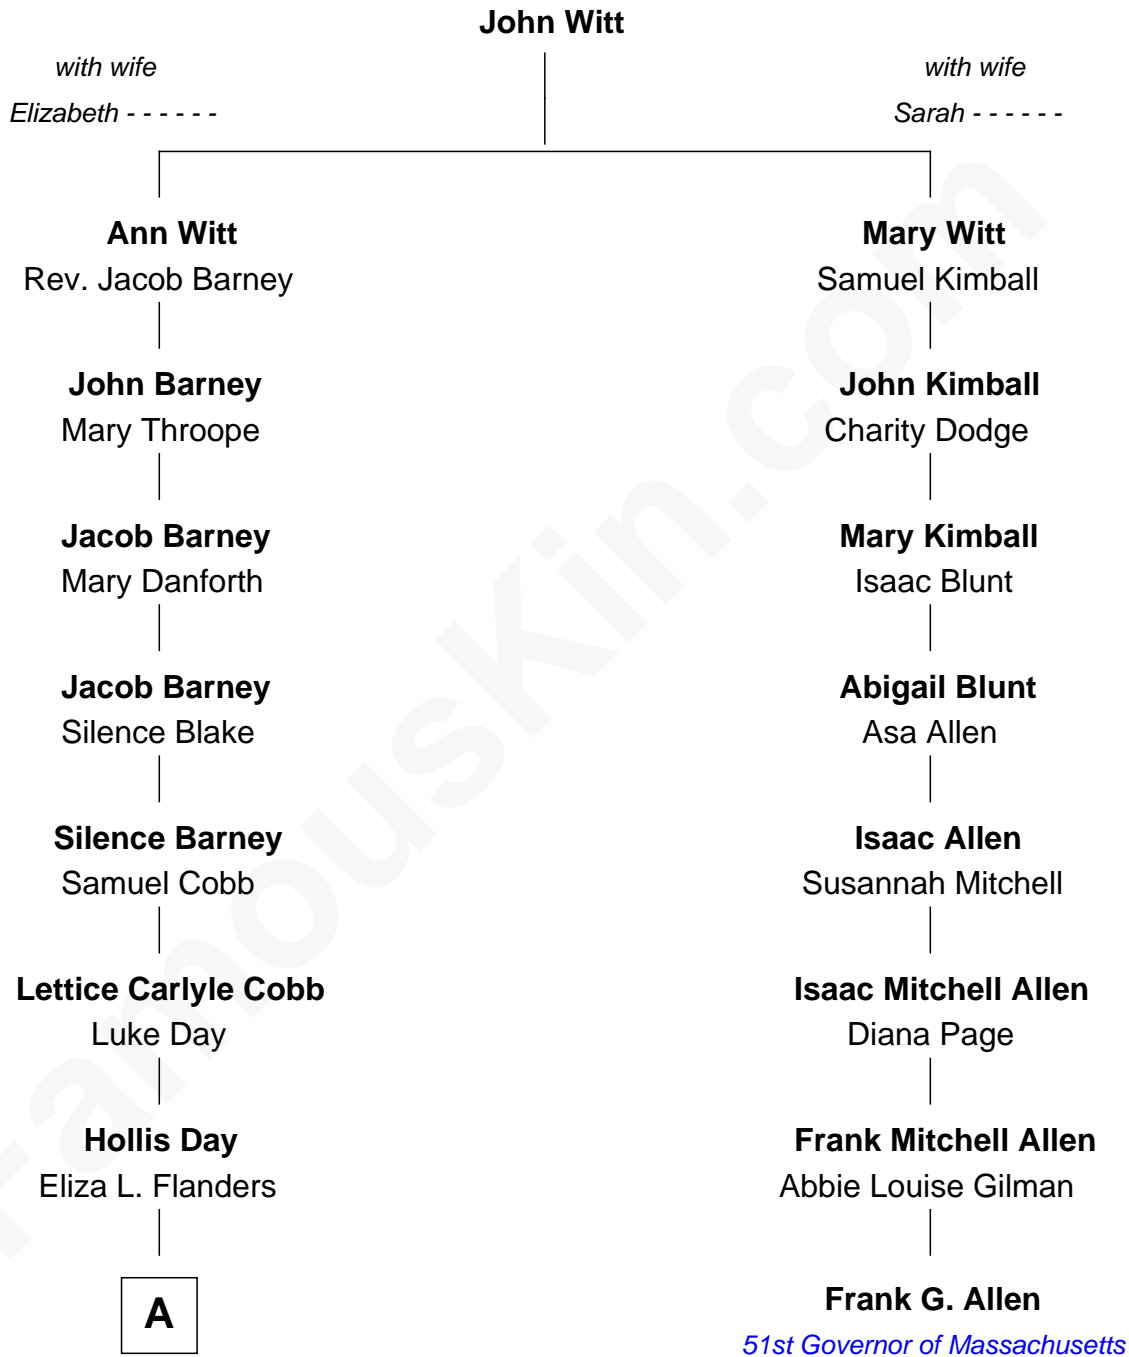 John Witt
with wife
Elizabeth - - - - - -
with wife
Sarah - - - - - -
Ann Witt
Rev. Jacob Barney
Mary Witt
Samuel Kimball
John Barney
Mary Throope
John Kimball
Charity Dodge
Jacob Barney
Mary Danforth
Mary Kimball
Isaac Blunt
Jacob Barney
Silence Blake
Abigail Blunt
Asa Allen
Silence Barney
Samuel Cobb
Isaac Allen
Susannah Mitchell
Lettice Carlyle Cobb
Luke Day
Isaac Mitchell Allen
Diana Page
Hollis Day
Eliza L. Flanders
Frank Mitchell Allen
Abbie Louise Gilman
A
Frank G. Allen
51st Governor of Massachusetts
FamousKin.com